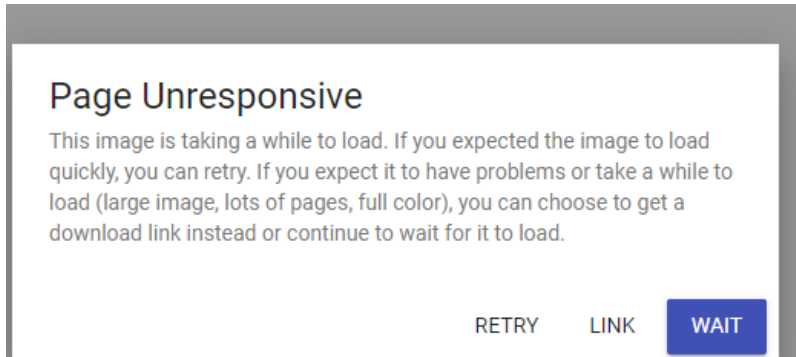 Page Unresponsive
This image is taking a while to load. If you expected the image to load
quickly, you can retry. If you expect it to have problems or take a while to
load (large image, lots of pages, full color), you can choose to get a
download link instead or continue to wait for it to load.
RETRY LINK WAIT